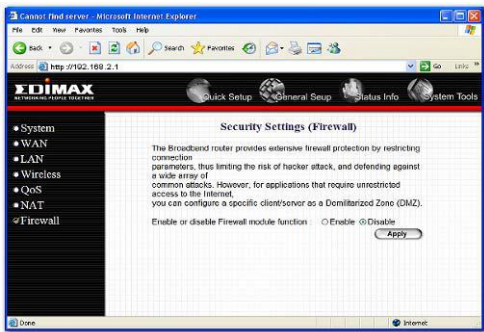 Cannot find server - Microsoft Internet Explorer
File Edit View Favorites Tools Help
Back Search Favorites
Address http://192.168.2.1 Go Links »
EDIMAX
NETWORKING PEOPLE TOGETHER
Quick Setup General Seup Status Info System Tools
System
WAN
LAN
Wireless
QoS
NAT
Firewall
Security Settings (Firewall)
The Broadband router provides extensive firewall protection by restricting
connection
parameters, thus limiting the risk of hacker attack, and defending against
a wide array of
common attacks. However, for applications that require unrestricted
access to the Internet,
you can configure a specific client/server as a Demilitarized Zone (DMZ).
Enable or disable Firewall module function : Enable Disable
Apply
Done Internet